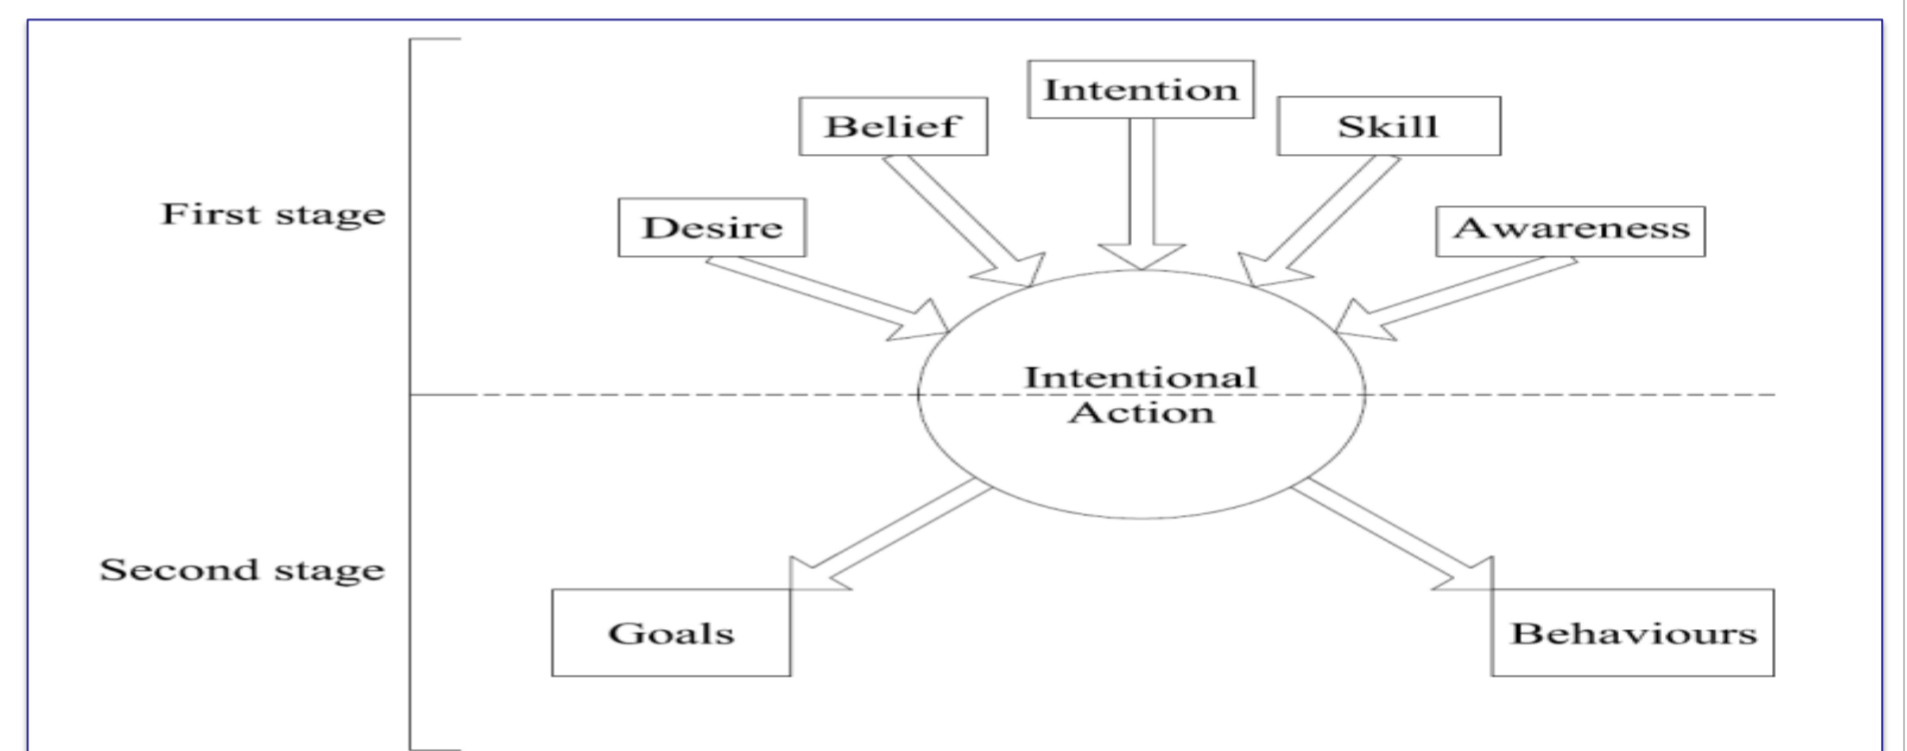 Intention
Belief
Skill
First stage
Desire
Awareness
Intentional
Action
Second stage
Goals
Behaviours